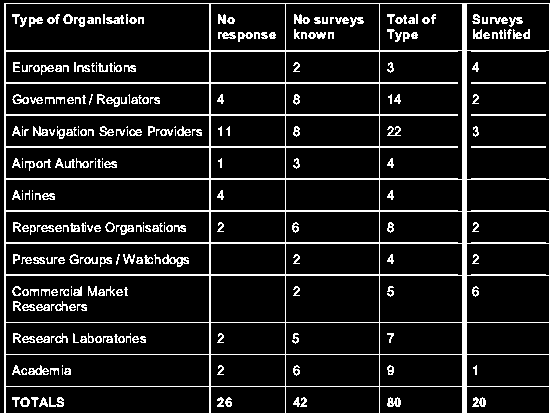 Type of Organisation No response No surveys known Total of Type Surveys Identified
European Institutions 2 3 4
Government / Regulators 4 8 14 2
Air Navigation Service Providers 11 8 22 3
Airport Authorities 1 3 4
Airlines 4 4
Representative Organisations 2 6 8 2
Pressure Groups / Watchdogs 2 4 2
Commercial Market Researchers 2 5 6
Research Laboratories 2 5 7
Academia 2 6 9 1
TOTALS 26 42 80 20